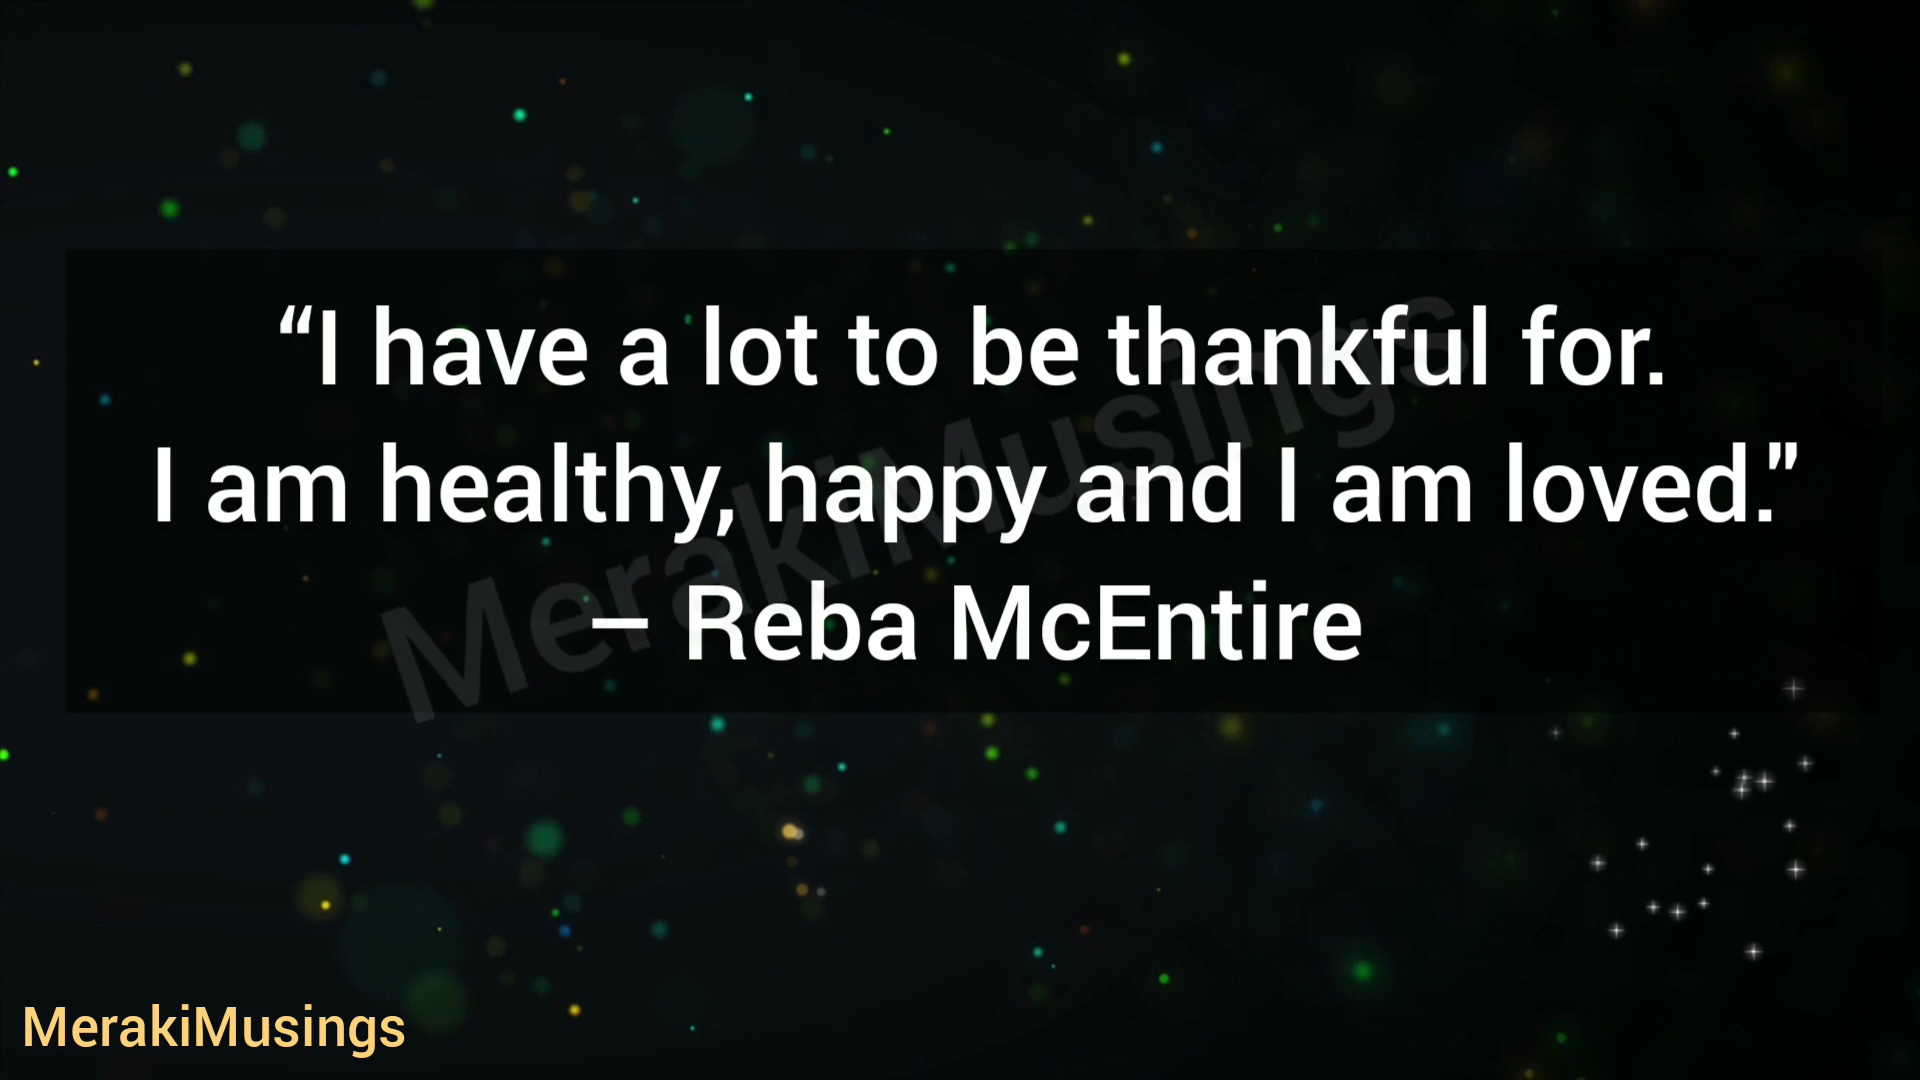 “I have a lot to be thankful for.
I am healthy, happy and I am loved.”
— Reba McEntire
MerakiMusings
MerakiMusings